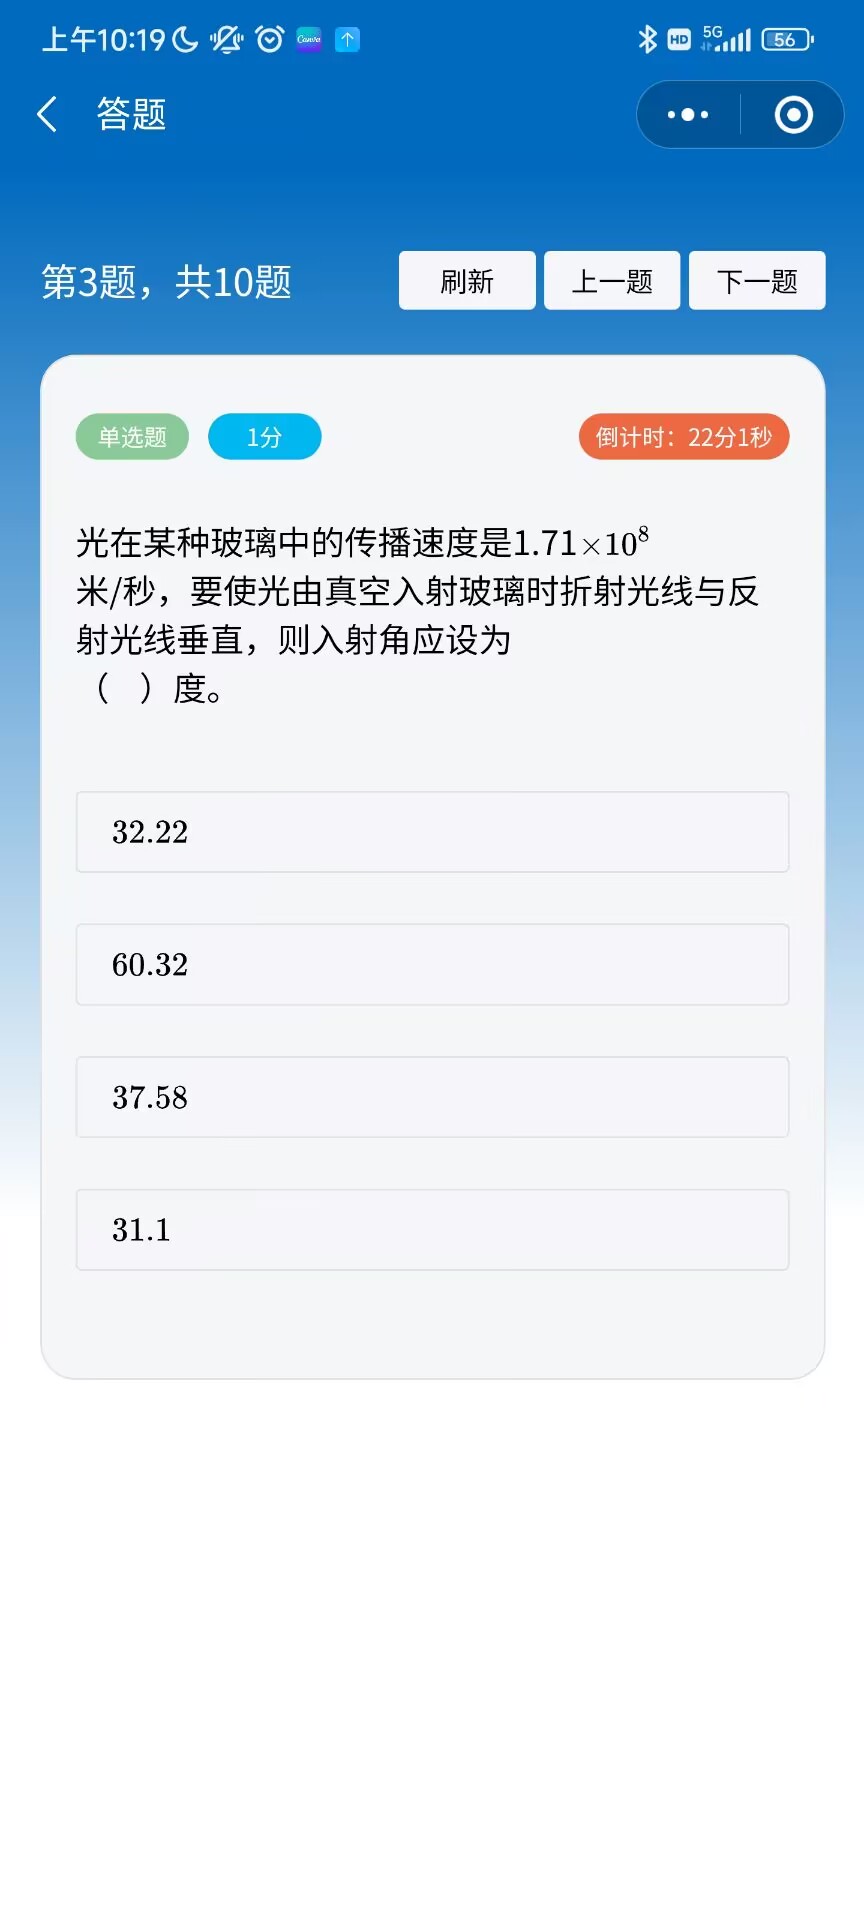 上午10:19
Canva
HD 5G 56
答题
第3题，共10题 刷新 上一题 下一题
单选题 1分 倒计时：22分1秒
光在某种玻璃中的传播速度是1.71×10⁸
米/秒，要使光由真空入射玻璃时折射光线与反
射光线垂直，则入射角应设为
（ ）度。
32.22
60.32
37.58
31.1